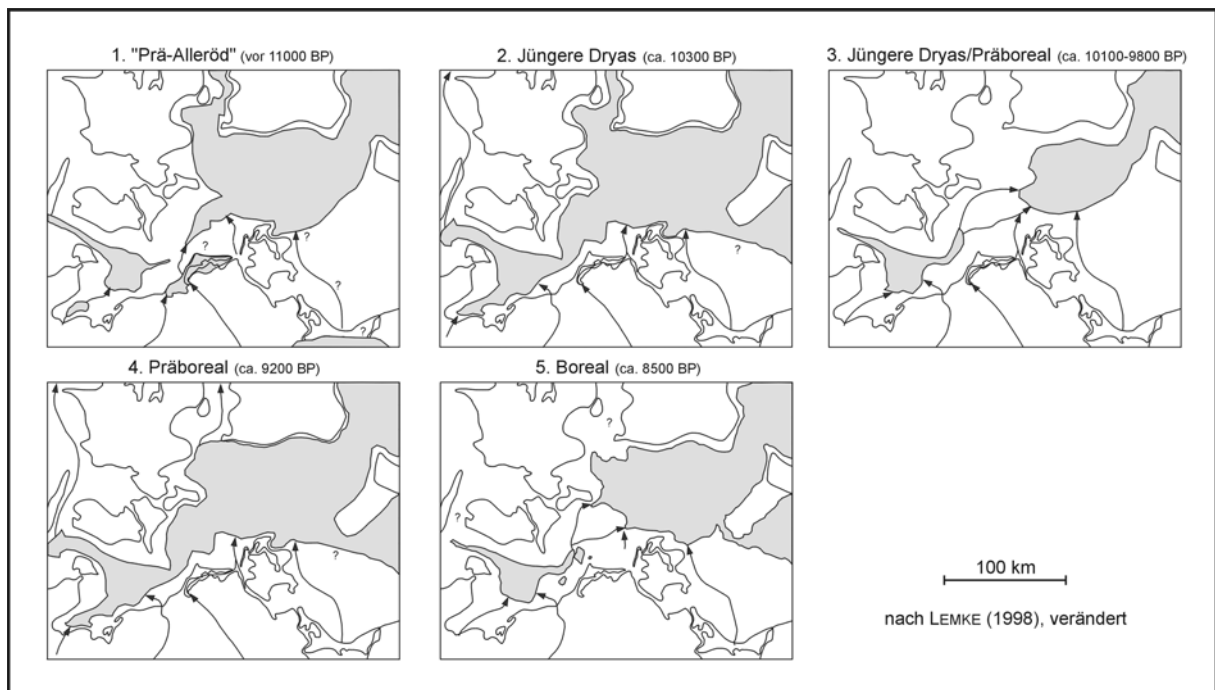 1. "Prä-Alleröd" (vor 11000 BP)
2. Jüngere Dryas (ca. 10300 BP)
3. Jüngere Dryas/Präboreal (ca. 10100-9800 BP)
?
?
?
?
?
4. Präboreal (ca. 9200 BP)
5. Boreal (ca. 8500 BP)
?
?
?
100 km
nach LEMKE (1998), verändert